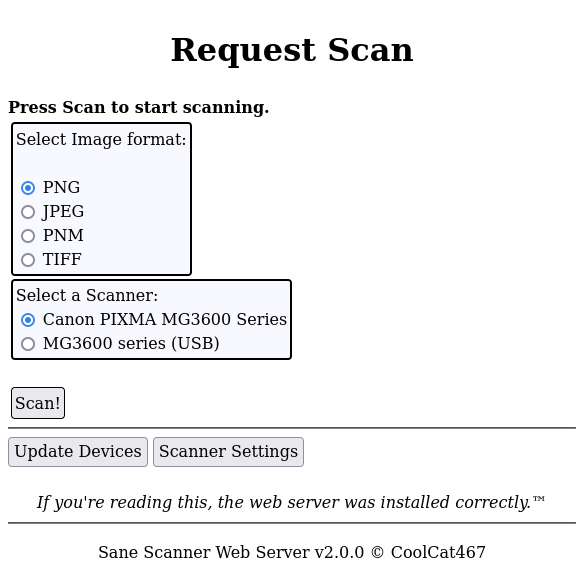 Request Scan
Press Scan to start scanning.
Select Image format:
PNG
JPEG
PNM
TIFF
Select a Scanner:
Canon PIXMA MG3600 Series
MG3600 series (USB)
Scan!
Update Devices Scanner Settings
If you're reading this, the web server was installed correctly.™
Sane Scanner Web Server v2.0.0 © CoolCat467